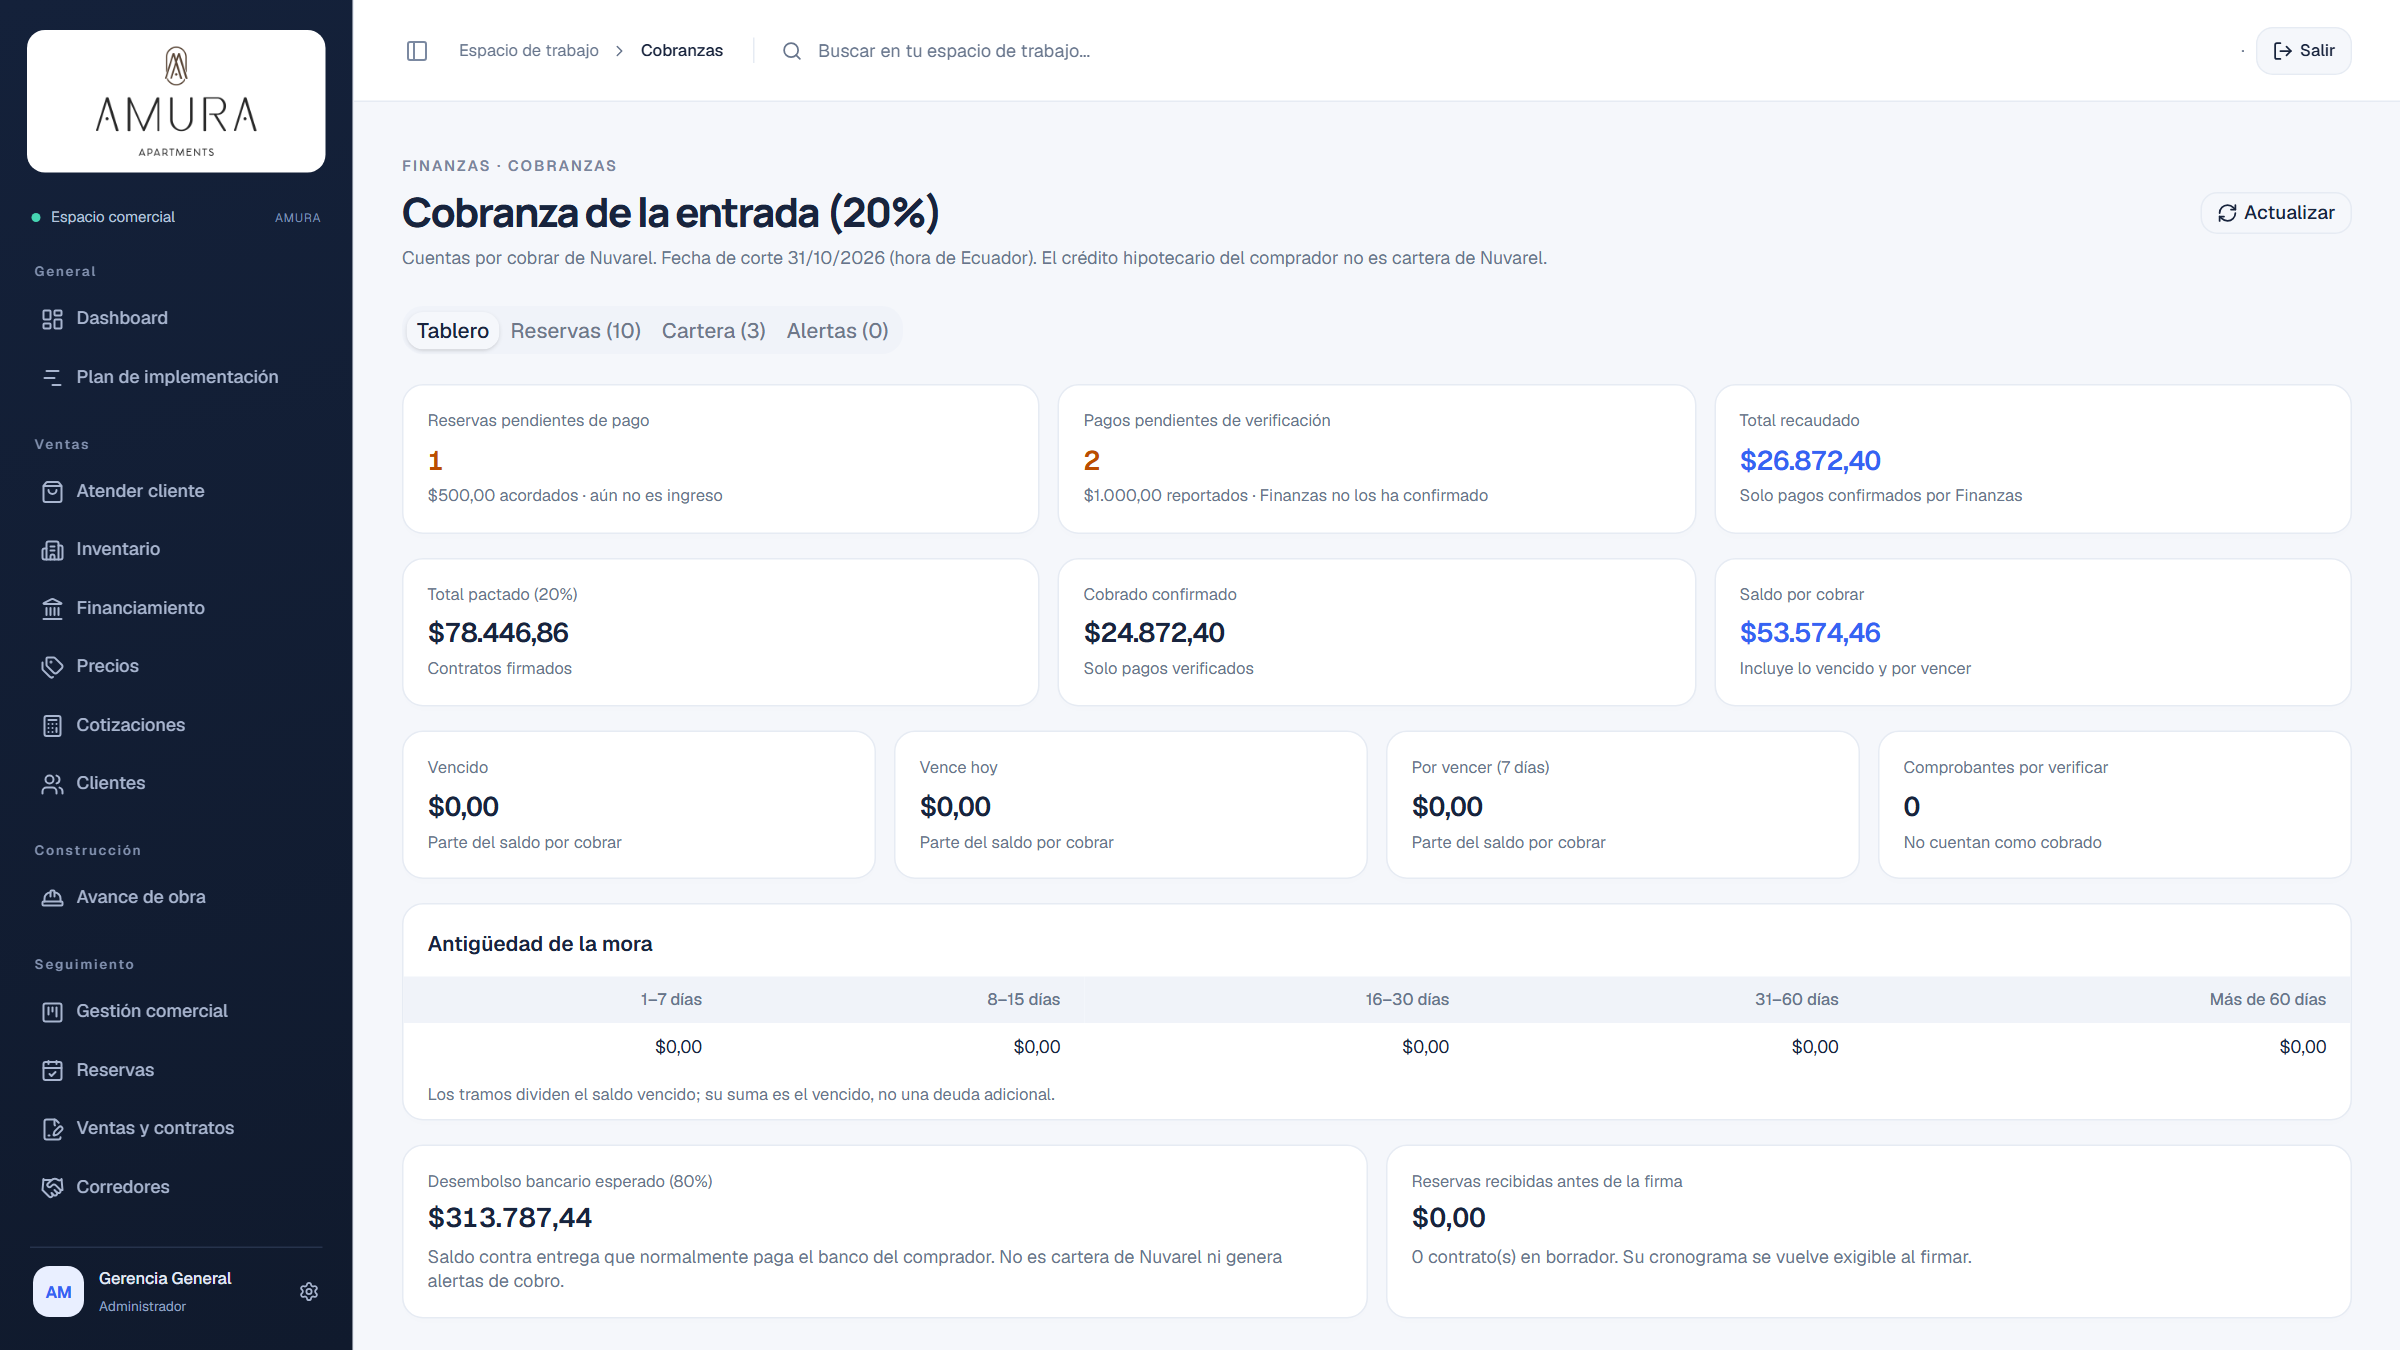 AMURA
APARTMENTS
Espacio comercial AMURA
General
Dashboard
Plan de implementación
Ventas
Atender cliente
Inventario
Financiamiento
Precios
Cotizaciones
Clientes
Construcción
Avance de obra
Seguimiento
Gestión comercial
Reservas
Ventas y contratos
Corredores
AM
Gerencia General
Administrador
Espacio de trabajo > Cobranzas
Buscar en tu espacio de trabajo...
Salir
FINANZAS · COBRANZAS
Cobranza de la entrada (20%)
Actualizar
Cuentas por cobrar de Nuvarel. Fecha de corte 31/10/2026 (hora de Ecuador). El crédito hipotecario del comprador no es cartera de Nuvarel.
Tablero Reservas (10) Cartera (3) Alertas (0)
Reservas pendientes de pago
1
$500,00 acordados · aún no es ingreso
Pagos pendientes de verificación
2
$1.000,00 reportados · Finanzas no los ha confirmado
Total recaudado
$26.872,40
Solo pagos confirmados por Finanzas
Total pactado (20%)
$78.446,86
Contratos firmados
Cobrado confirmado
$24.872,40
Solo pagos verificados
Saldo por cobrar
$53.574,46
Incluye lo vencido y por vencer
Vencido
$0,00
Parte del saldo por cobrar
Vence hoy
$0,00
Parte del saldo por cobrar
Por vencer (7 días)
$0,00
Parte del saldo por cobrar
Comprobantes por verificar
0
No cuentan como cobrado
Antigüedad de la mora
1–7 días 8–15 días 16–30 días 31–60 días Más de 60 días
$0,00 $0,00 $0,00 $0,00 $0,00
Los tramos dividen el saldo vencido; su suma es el vencido, no una deuda adicional.
Desembolso bancario esperado (80%)
$313.787,44
Saldo contra entrega que normalmente paga el banco del comprador. No es cartera de Nuvarel ni genera
alertas de cobro.
Reservas recibidas antes de la firma
$0,00
0 contrato(s) en borrador. Su cronograma se vuelve exigible al firmar.